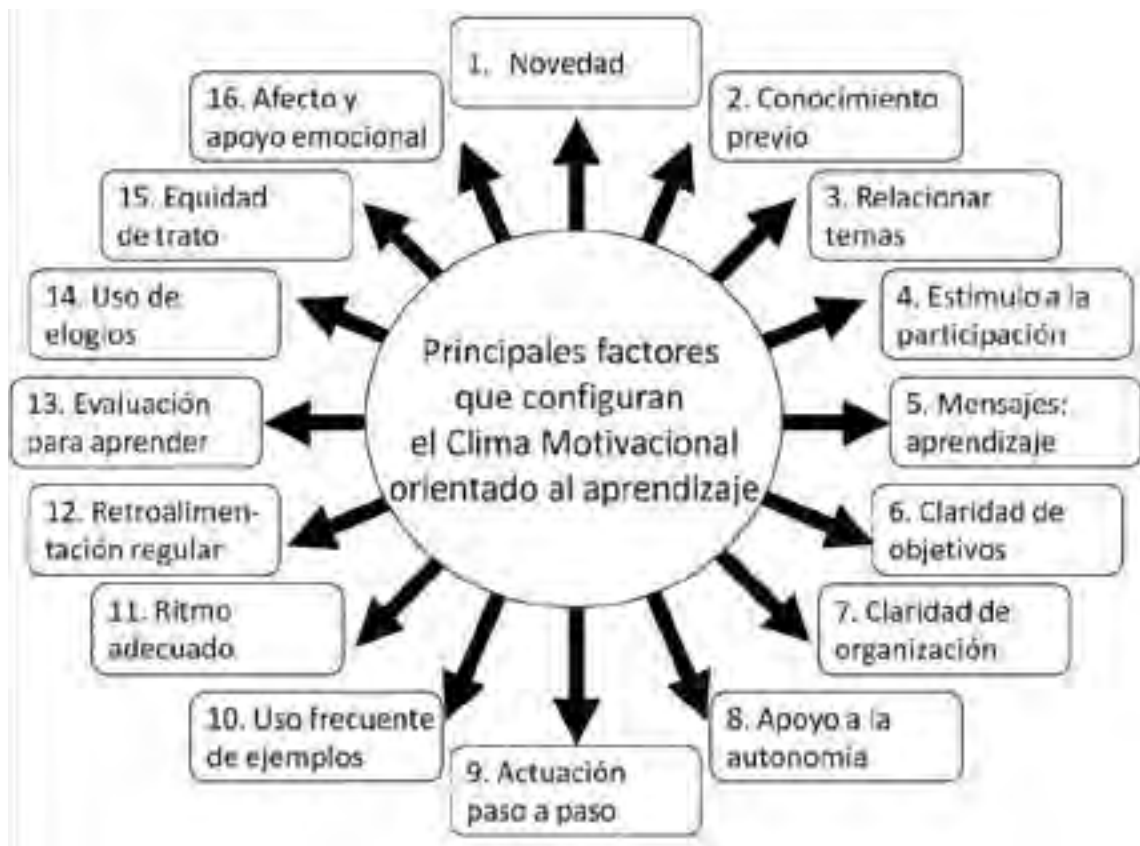 1. Novedad
2. Conocimiento
previo
3. Relacionar
temas
4. Estímulo a la
participación
5. Mensajes:
aprendizaje
6. Claridad de
objetivos
7. Claridad de
organización
8. Apoyo a la
autonomía
9. Actuación
paso a paso
10. Uso frecuente
de ejemplos
11. Ritmo
adecuado
12. Retroalimen-
tación regular
13. Evaluación
para aprender
14. Uso de
elogios
15. Equidad
de trato
16. Afecto y
apoyo emocional
Principales factores
que configuran
el Clima Motivacional
orientado al aprendizaje